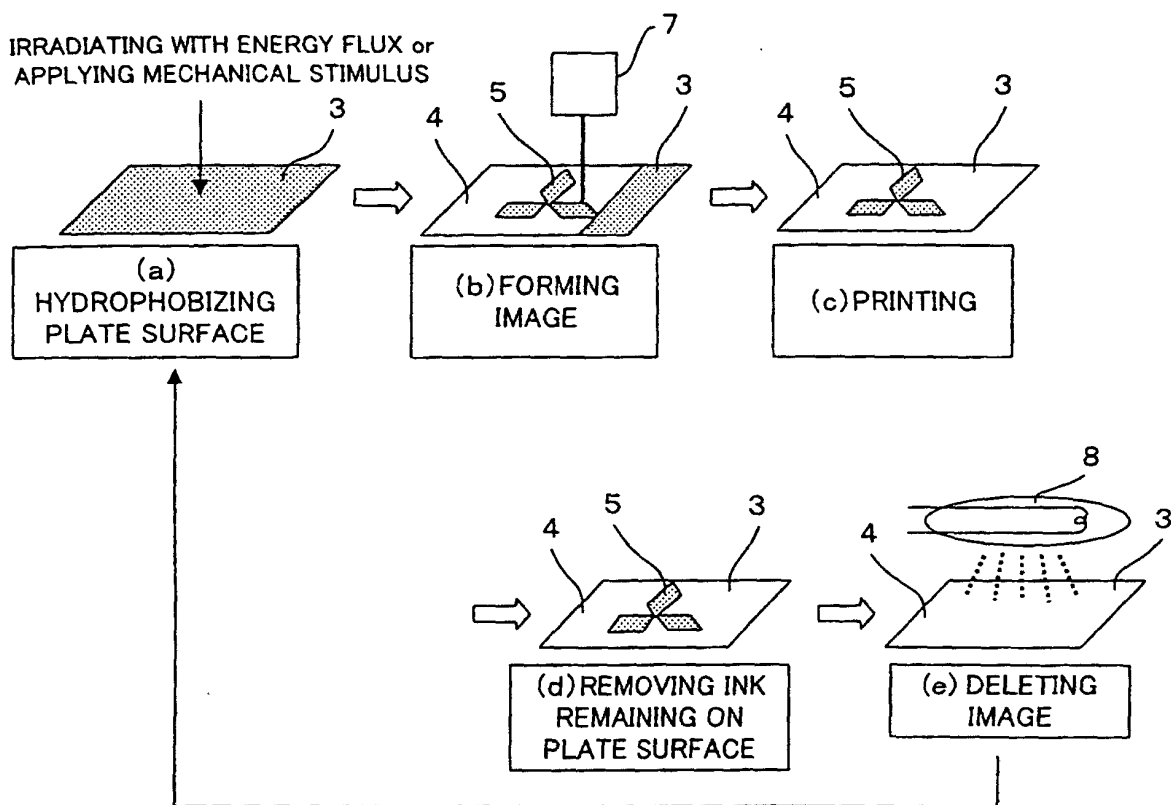 IRRADIATING WITH ENERGY FLUX or
APPLYING MECHANICAL STIMULUS
3
7
4
5
3
4
5
3
(a)
HYDROPHOBIZING
PLATE SURFACE
(b)FORMING
IMAGE
(c)PRINTING
4
5
3
8
4
3
(d)REMOVING INK
REMAINING ON
PLATE SURFACE
(e) DELETING
IMAGE